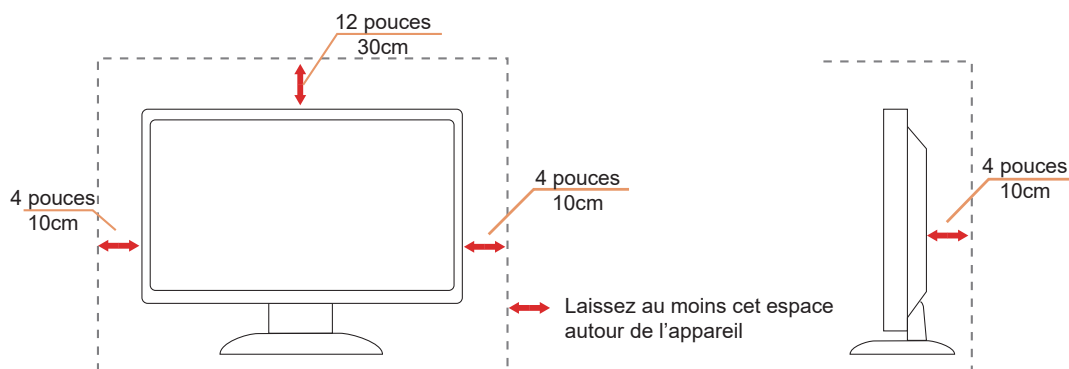 12 pouces
30cm
4 pouces
10cm
4 pouces
10cm
4 pouces
10cm
Laissez au moins cet espace
autour de l’appareil